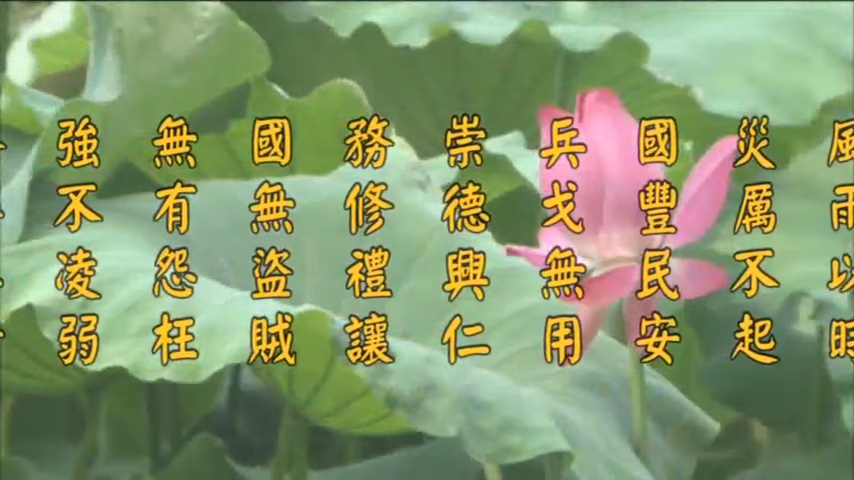 風雨以時
災厲不起
國豐民安
兵戈無用
崇德興仁
務修禮讓
國無盜賊
無有怨枉
強不凌弱